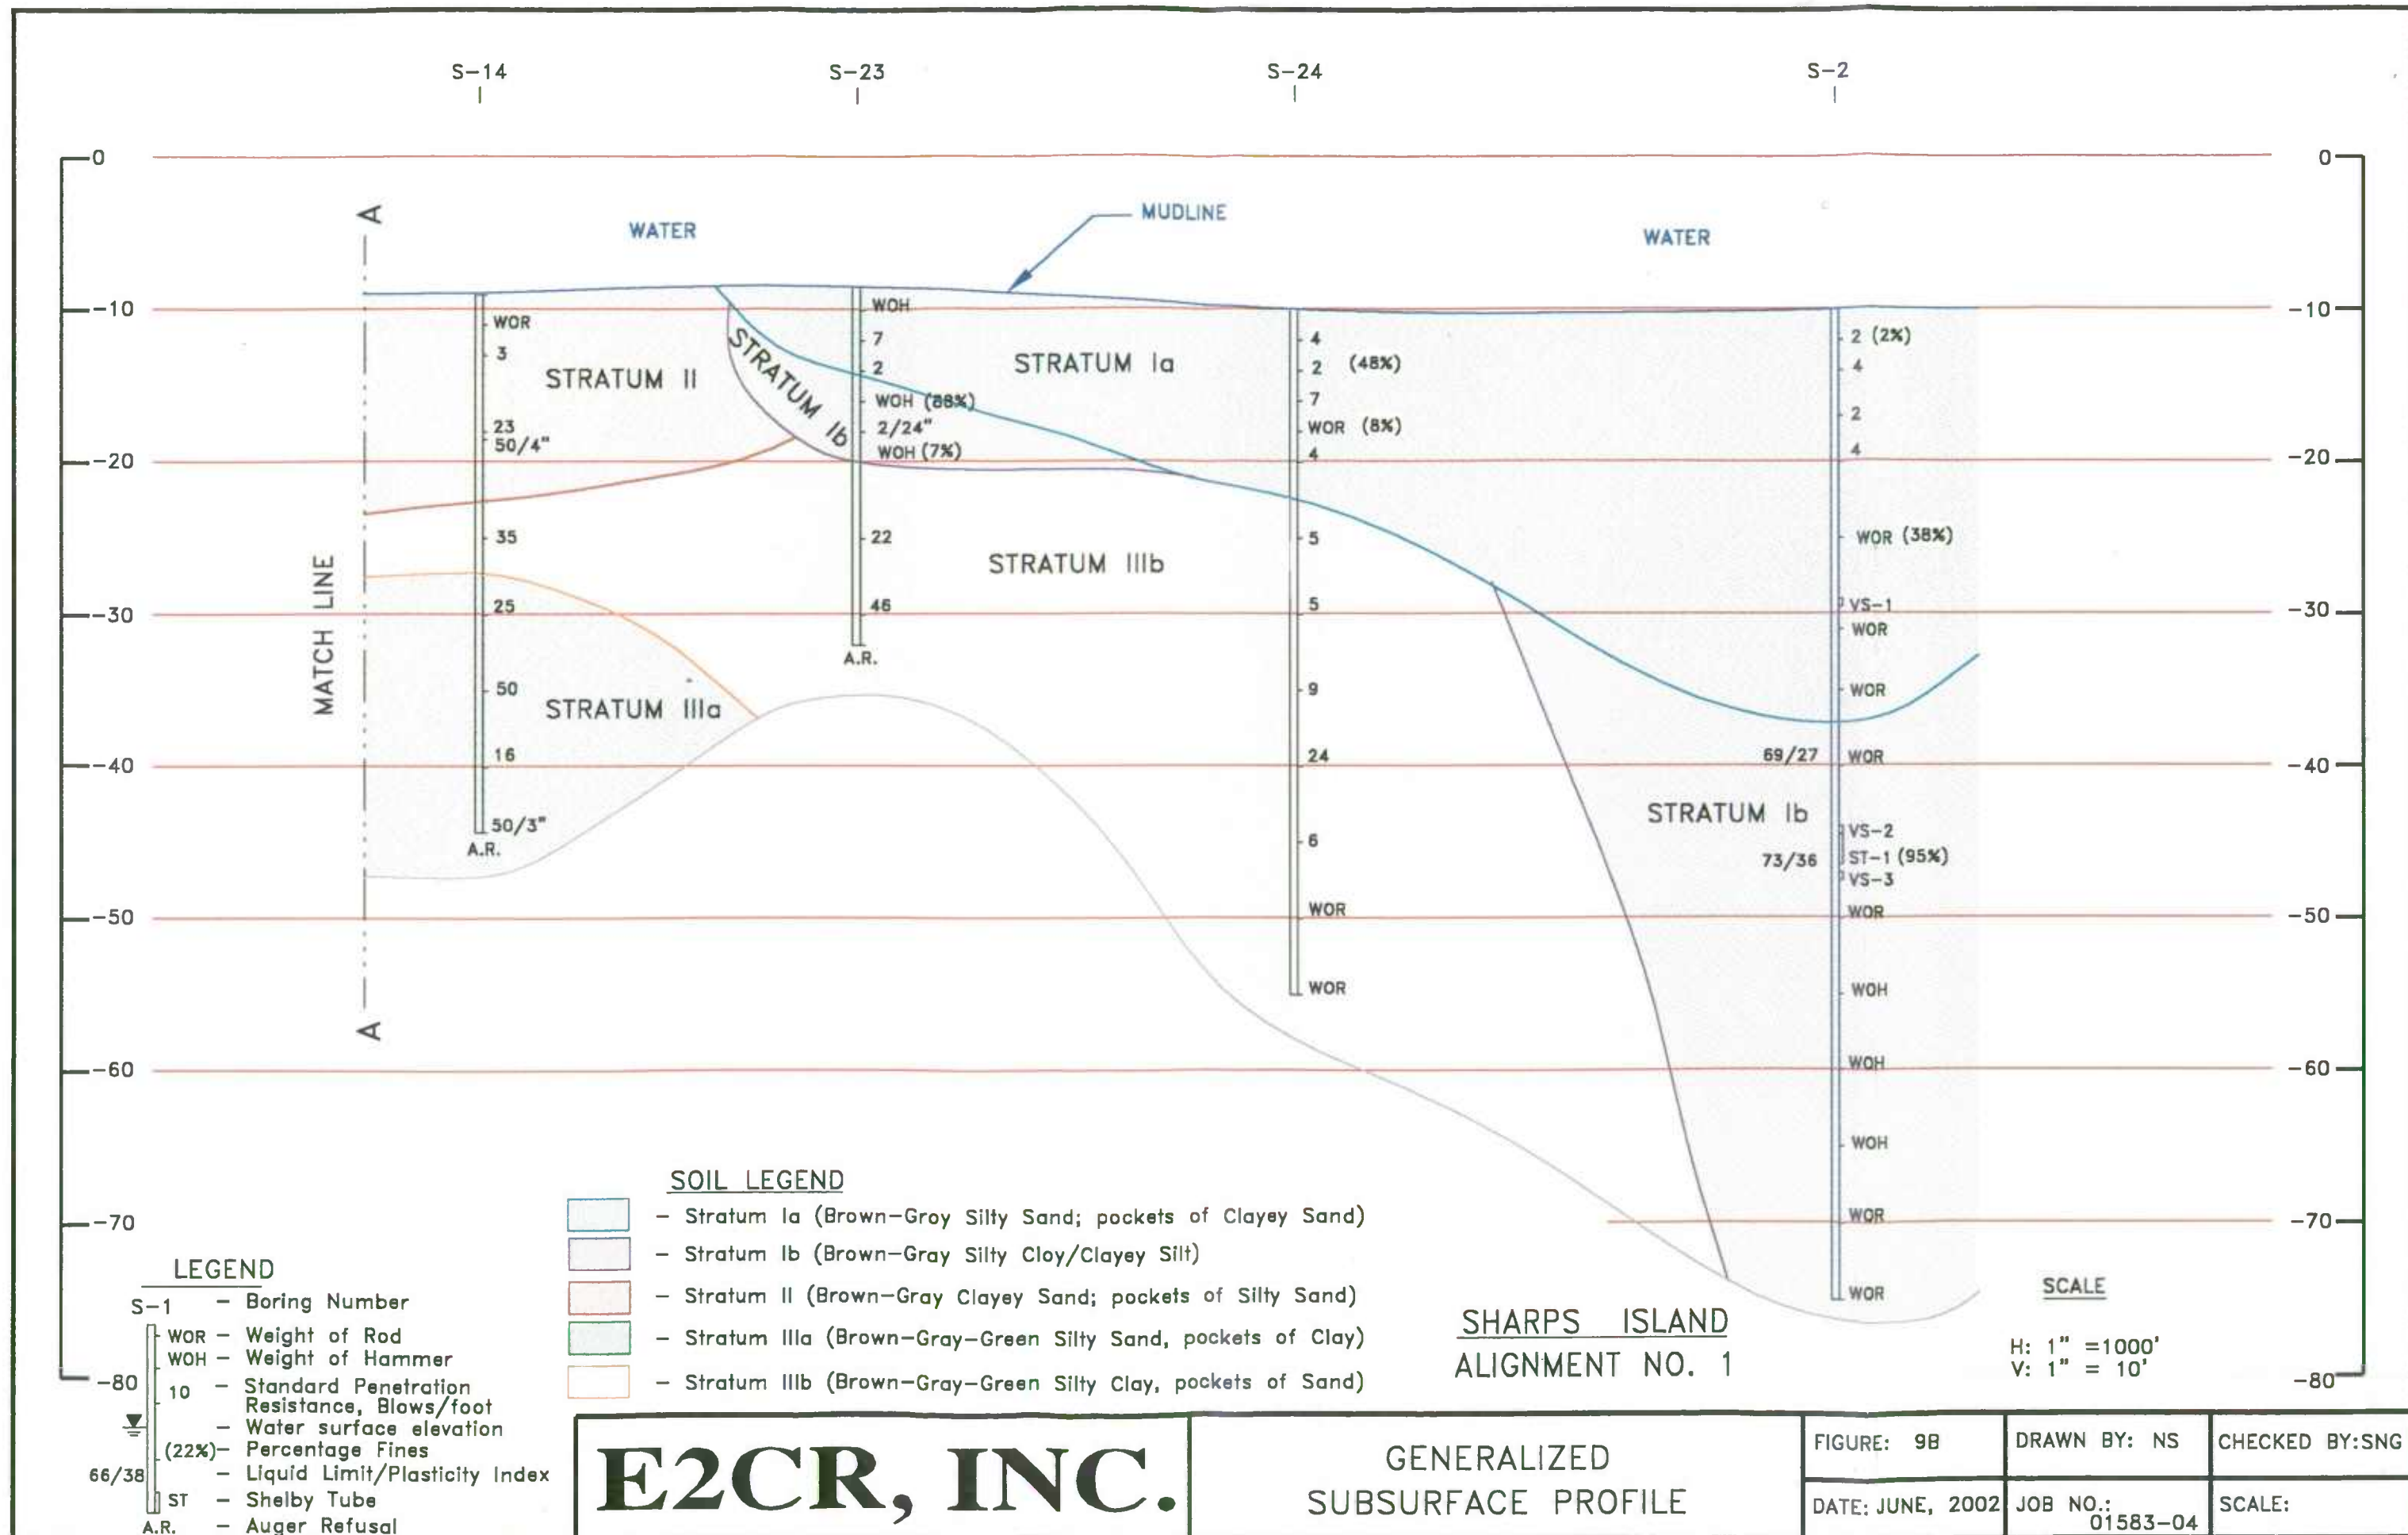 S-14
S-23
S-24
S-2
0
0
A
WATER
MUDLINE
WATER
-10
-10
WOR
3
STRATUM II
23
50/4"
35
25
50
STRATUM IIIa
16
50/3"
A.R.
STRATUM Ib
WOH
7
2
WOH (88%)
2/24"
WOH (7%)
22
46
A.R.
STRATUM Ia
STRATUM IIIb
4
2 (48%)
7
WOR (8%)
4
5
5
9
24
6
WOR
WOR
2 (2%)
4
2
4
WOR (38%)
VS-1
WOR
WOR
69/27
WOR
STRATUM Ib
VS-2
73/36
ST-1 (95%)
VS-3
WOR
WOH
WOH
WOH
WOR
WOR
-20
-20
-30
-30
-40
-40
-50
-50
-60
-60
-70
-70
-80
-80
MATCH LINE
A
SOIL LEGEND
- Stratum Ia (Brown-Groy Silty Sand; pockets of Clayey Sand)
- Stratum Ib (Brown-Gray Silty Cloy/Clayey Silt)
- Stratum II (Brown-Gray Clayey Sand; pockets of Silty Sand)
- Stratum IIIa (Brown-Gray-Green Silty Sand, pockets of Clay)
- Stratum IIIb (Brown-Gray-Green Silty Clay, pockets of Sand)
LEGEND
S-1 - Boring Number
WOR - Weight of Rod
WOH - Weight of Hammer
10 - Standard Penetration
Resistance, Blows/foot
- Water surface elevation
(22%)- Percentage Fines
66/38 - Liquid Limit/Plasticity Index
ST - Shelby Tube
A.R. - Auger Refusal
SHARPS ISLAND
ALIGNMENT NO. 1
SCALE
H: 1" =1000'
V: 1" = 10'
E2CR, INC.
GENERALIZED
SUBSURFACE PROFILE
FIGURE: 9B
DRAWN BY: NS
CHECKED BY:SNG
DATE: JUNE, 2002
JOB NO.:
01583-04
SCALE: